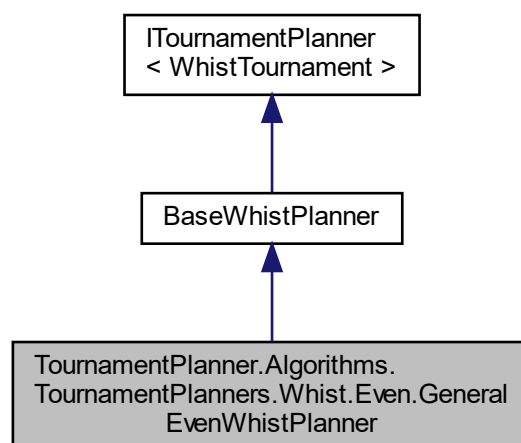 ITournamentPlanner
< WhistTournament >
BaseWhistPlanner
TournamentPlanner.Algorithms.
TournamentPlanners.Whist.Even.General
EvenWhistPlanner